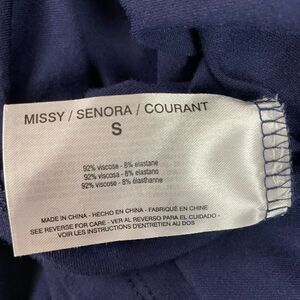 MISSY / SENORA / COURANT
S
92% viscose - 8% elastane
92% viscosa - 8% elastano
92% viscose - 8% élasthanne
MADE IN CHINA - HECHO EN CHINA - FABRIQUÉ EN CHINE
SEE REVERSE FOR CARE - VER AL REVERSO PARA EL CUIDADO -
VOIR LES INSTRUCTIONS D'ENTRETIEN AU DOS